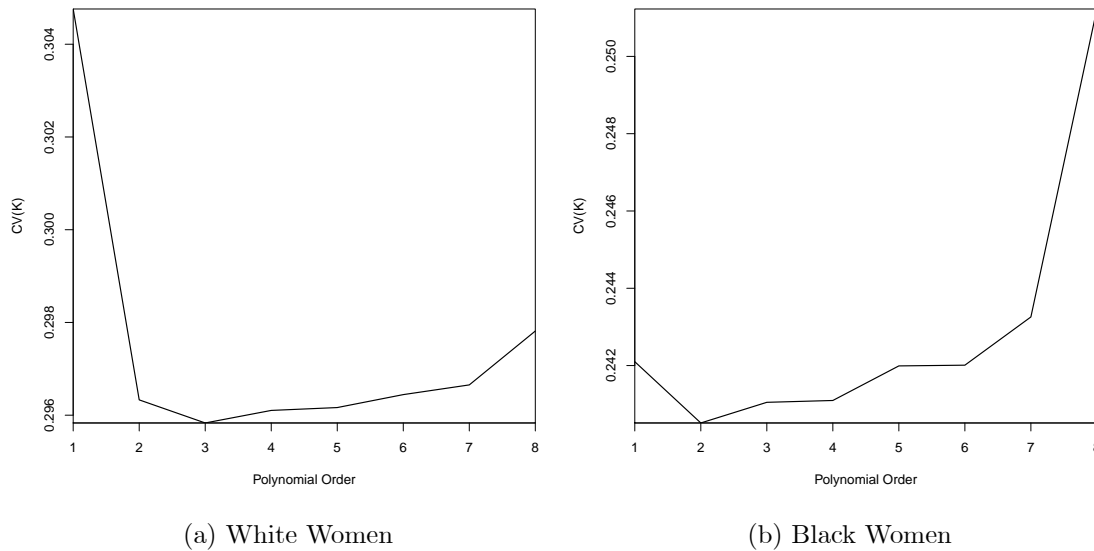 0.304
0.302
0.300
0.298
0.296
CV(K)
1 2 3 4 5 6 7 8
Polynomial Order
(a) White Women
0.250
0.248
0.246
0.244
0.242
CV(K)
1 2 3 4 5 6 7 8
Polynomial Order
(b) Black Women